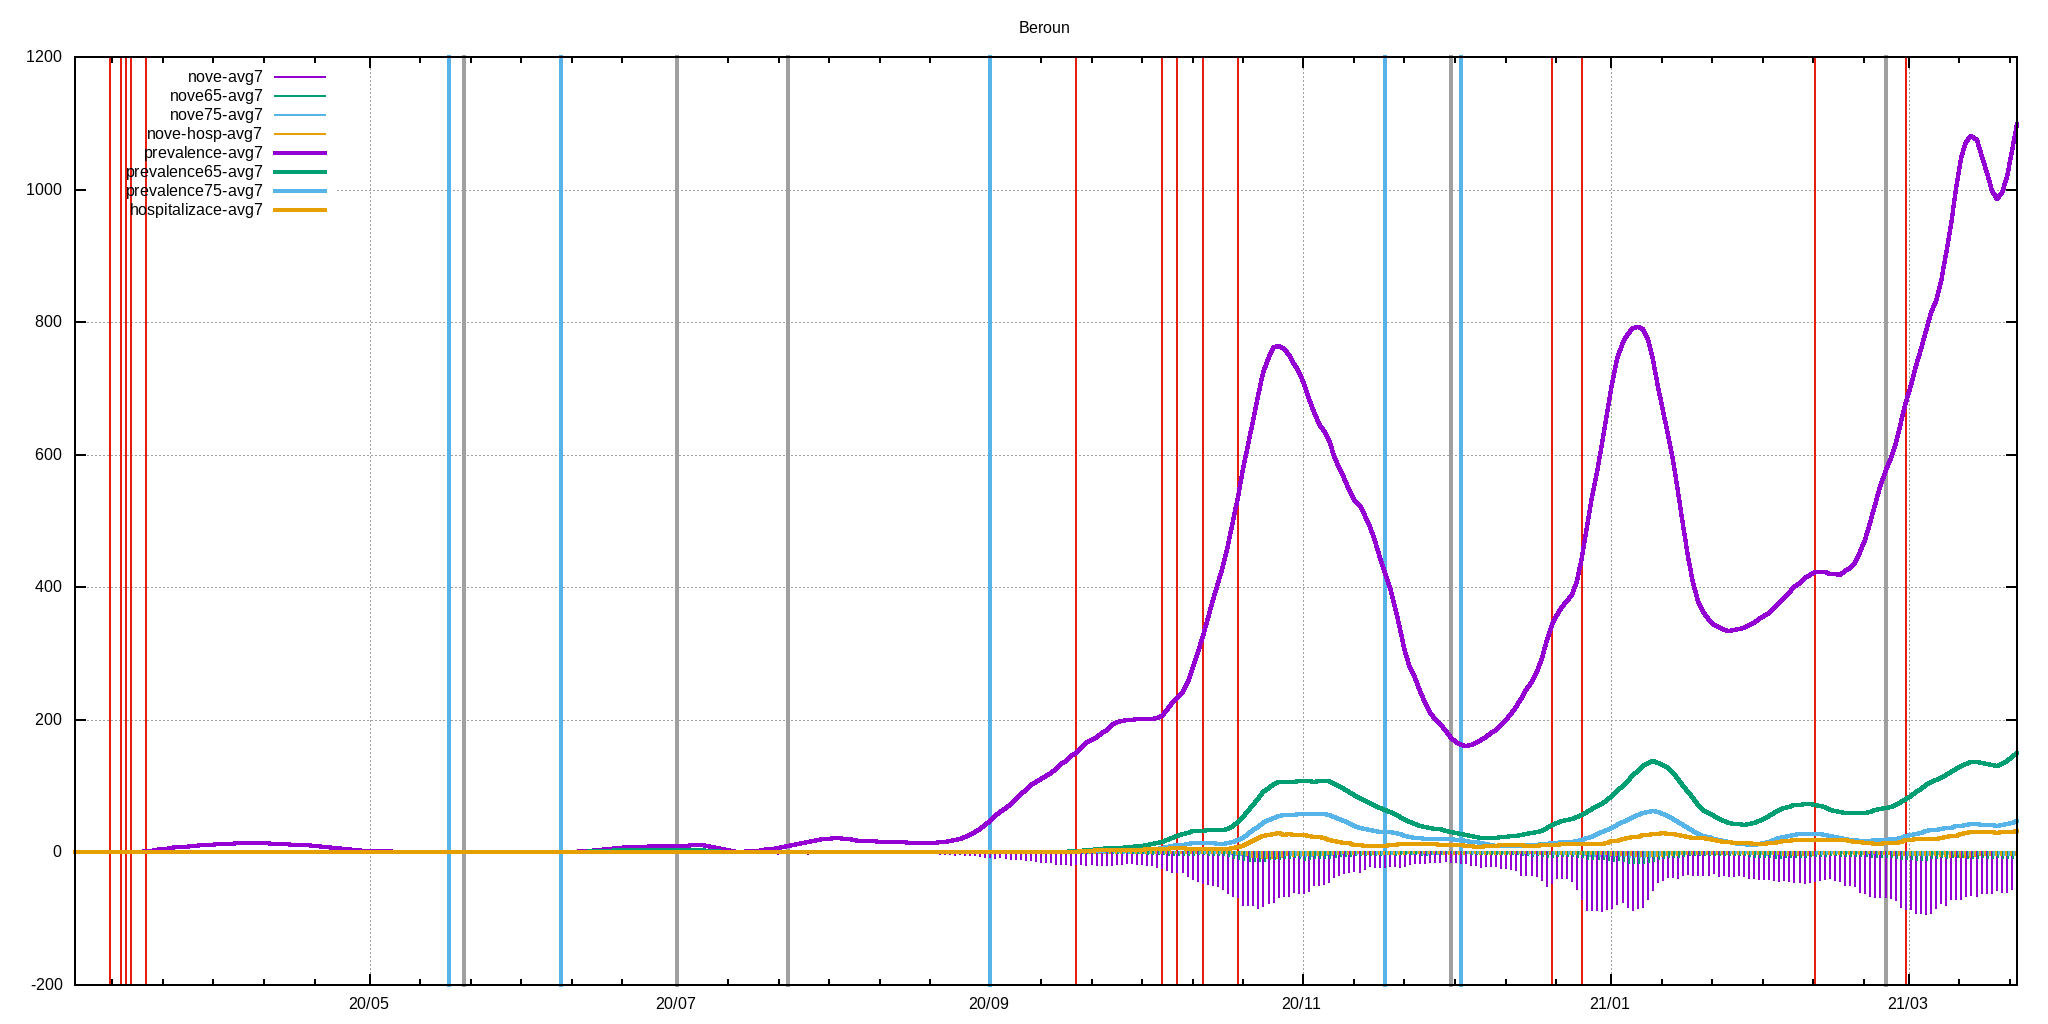 Beroun
1200
1000
800
600
400
200
0
-200
nove-avg7
nove65-avg7
nove75-avg7
nove-hosp-avg7
prevalence-avg7
prevalence65-avg7
prevalence75-avg7
hospitalizace-avg7
20/05 20/07 20/09 20/11 21/01 21/03